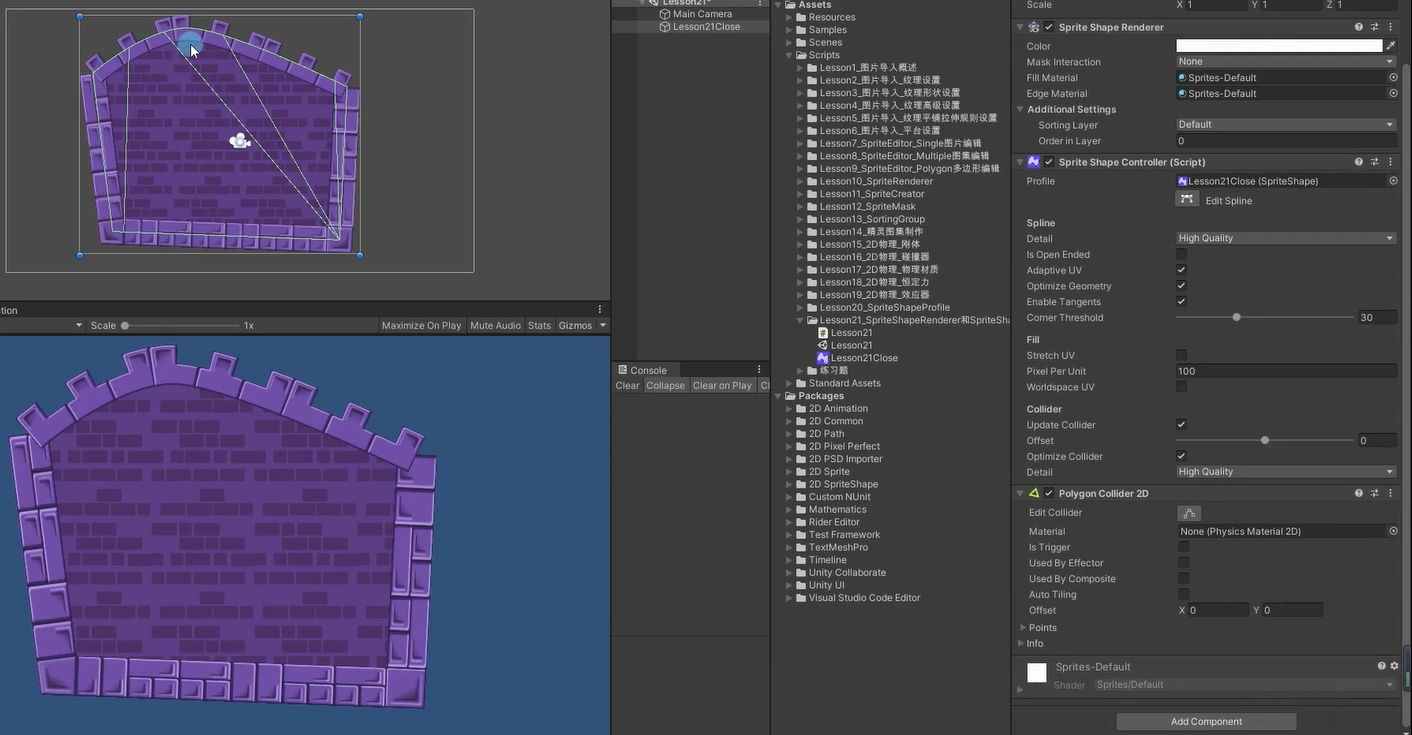 Lesson21*
Main Camera
Lesson21Close
tion
Scale
1x
Maximize On Play
Mute Audio
Stats
Gizmos
Console
Clear
Collapse
Clear on Play
Assets
Resources
Samples
Scenes
Scripts
Lesson1_图片导入概述
Lesson2_图片导入_纹理设置
Lesson3_图片导入_纹理形状设置
Lesson4_图片导入_纹理高级设置
Lesson5_图片导入_纹理平铺拉伸规则设置
Lesson6_图片导入_平台设置
Lesson7_SpriteEditor_Single图片编辑
Lesson8_SpriteEditor_Multiple图集编辑
Lesson9_SpriteEditor_Polygon多边形编辑
Lesson10_SpriteRenderer
Lesson11_SpriteCreator
Lesson12_SpriteMask
Lesson13_SortingGroup
Lesson14_精灵图集制作
Lesson15_2D物理_刚体
Lesson16_2D物理_碰撞器
Lesson17_2D物理_物理材质
Lesson18_2D物理_恒定力
Lesson19_2D物理_效应器
Lesson20_SpriteShapeProfile
Lesson21_SpriteShapeRenderer和SpriteSha
Lesson21
Lesson21
Lesson21Close
练习题
Standard Assets
Packages
2D Animation
2D Common
2D Path
2D Pixel Perfect
2D PSD Importer
2D Sprite
2D SpriteShape
Custom NUnit
Mathematics
Rider Editor
Test Framework
TextMeshPro
Timeline
Unity Collaborate
Unity UI
Visual Studio Code Editor
Scale X 1 Y 1 Z 1
Sprite Shape Renderer
Color
Mask Interaction None
Fill Material Sprites-Default
Edge Material Sprites-Default
Additional Settings
Sorting Layer Default
Order in Layer 0
Sprite Shape Controller (Script)
Profile Lesson21Close (SpriteShape)
Edit Spline
Spline
Detail High Quality
Is Open Ended
Adaptive UV
Optimize Geometry
Enable Tangents
Corner Threshold 30
Fill
Stretch UV
Pixel Per Unit 100
Worldspace UV
Collider
Update Collider
Offset 0
Optimize Collider
Detail High Quality
Polygon Collider 2D
Edit Collider
Material None (Physics Material 2D)
Is Trigger
Used By Effector
Used By Composite
Auto Tiling
Offset X 0 Y 0
Points
Info
Sprites-Default
Shader Sprites/Default
Add Component